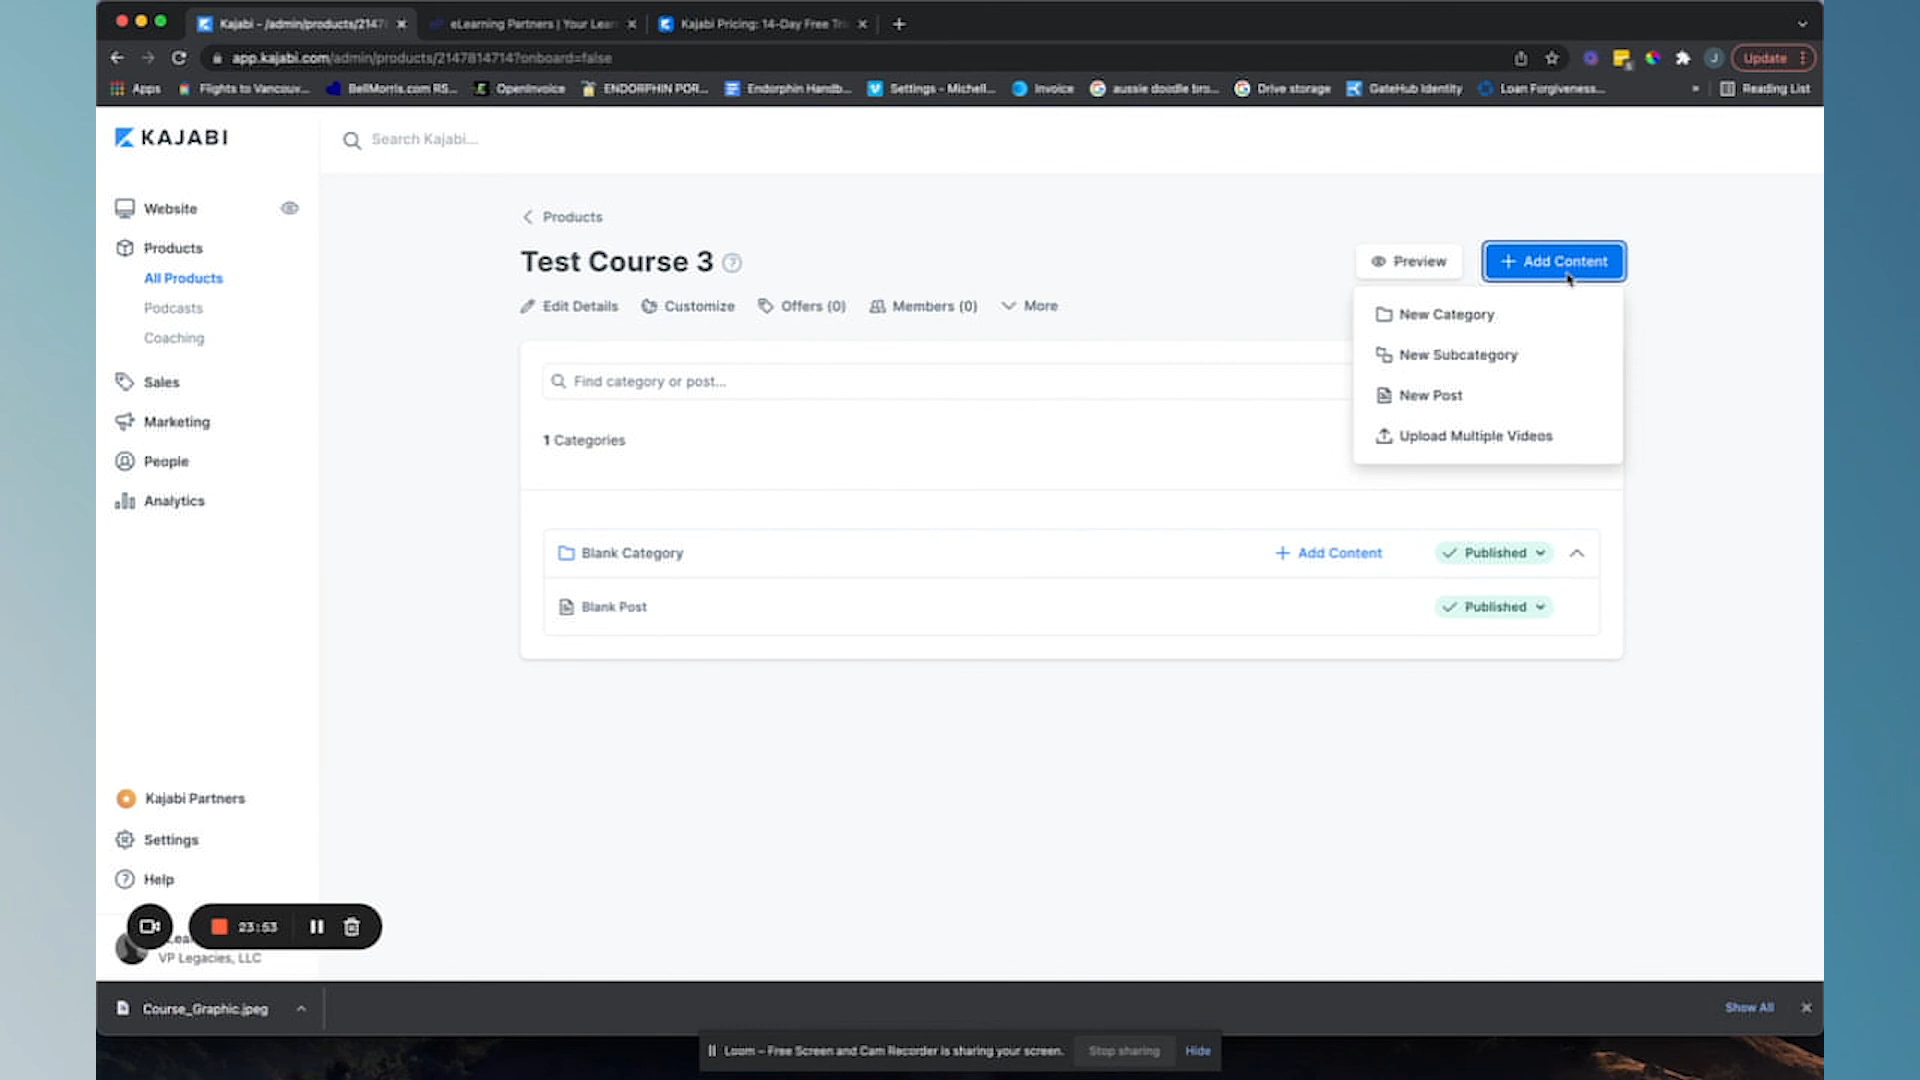 Kajabi - /admin/products/2147
eLearning Partners | Your Lear
Kajabi Pricing: 14-Day Free Tri
app.kajabi.com/admin/products/2147814714?onboard=false
Update
Apps
Flights to Vancouv...
BellMorris.com RS...
OpenInvoice
ENDORPHIN POR...
Endorphin Handb...
Settings - Michell...
Invoice
aussie doodle bro...
Drive storage
GateHub Identity
Loan Forgiveness...
»
Reading List
KAJABI
Search Kajabi...
Website
Products
All Products
Podcasts
Coaching
Sales
Marketing
People
Analytics
Kajabi Partners
Settings
Help
VP Legacies, LLC
23:53
Products
Test Course 3
Preview
Add Content
Edit Details
Customize
Offers (0)
Members (0)
More
New Category
New Subcategory
New Post
Upload Multiple Videos
Find category or post...
1 Categories
Blank Category
Add Content
Published
Blank Post
Published
Course_Graphic.jpeg
Show All
Loom – Free Screen and Cam Recorder is sharing your screen.
Stop sharing
Hide